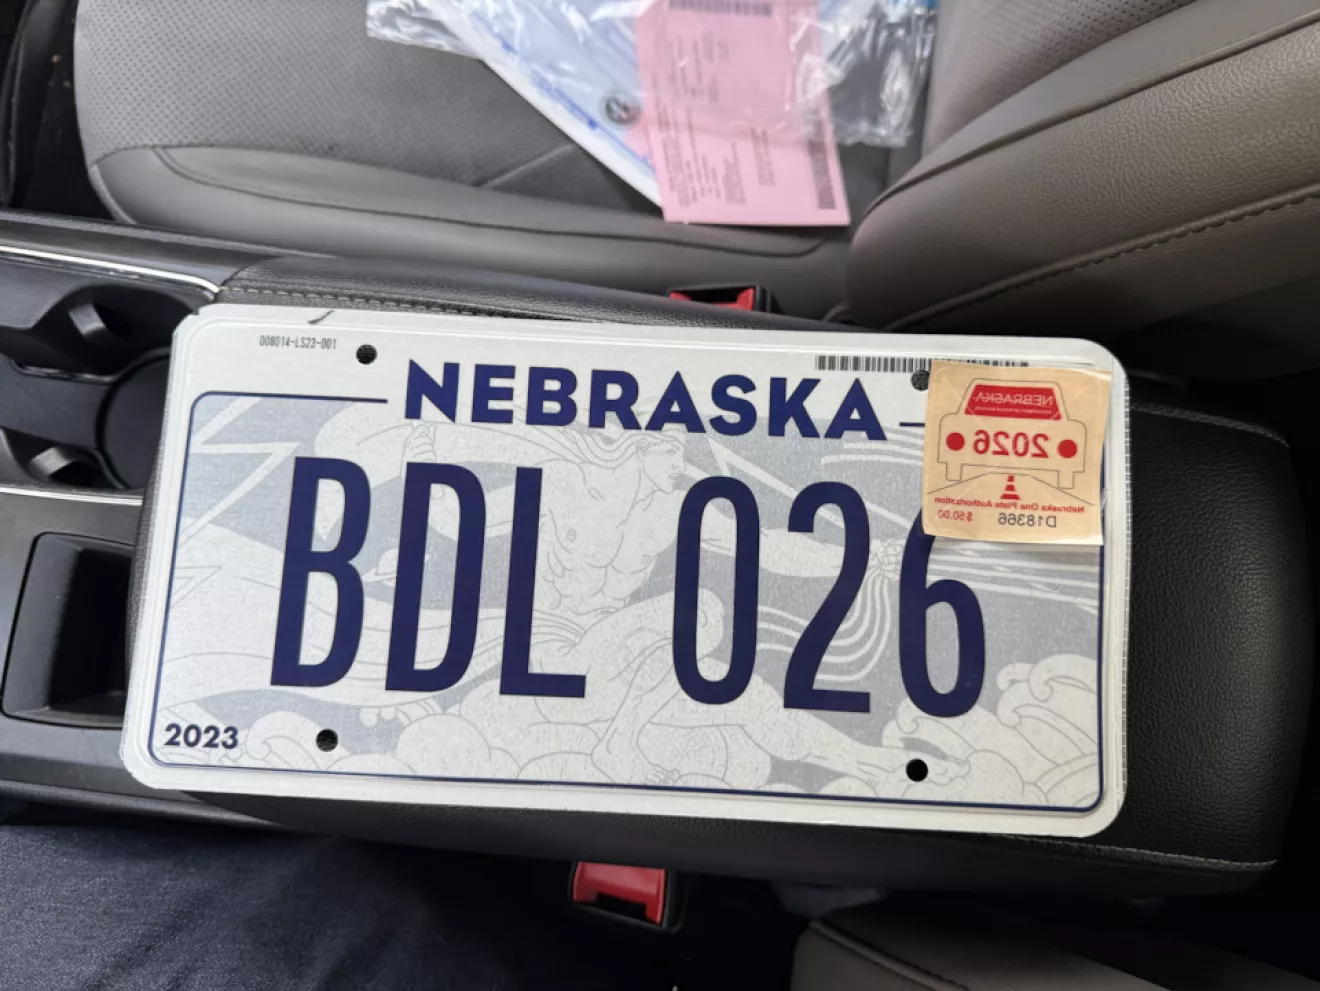 008014-LS23-001
NEBRASKA
BDL 026
2023
NEBRASKA
2026
Nebraska One Plate Authorization
D18366 $50.00